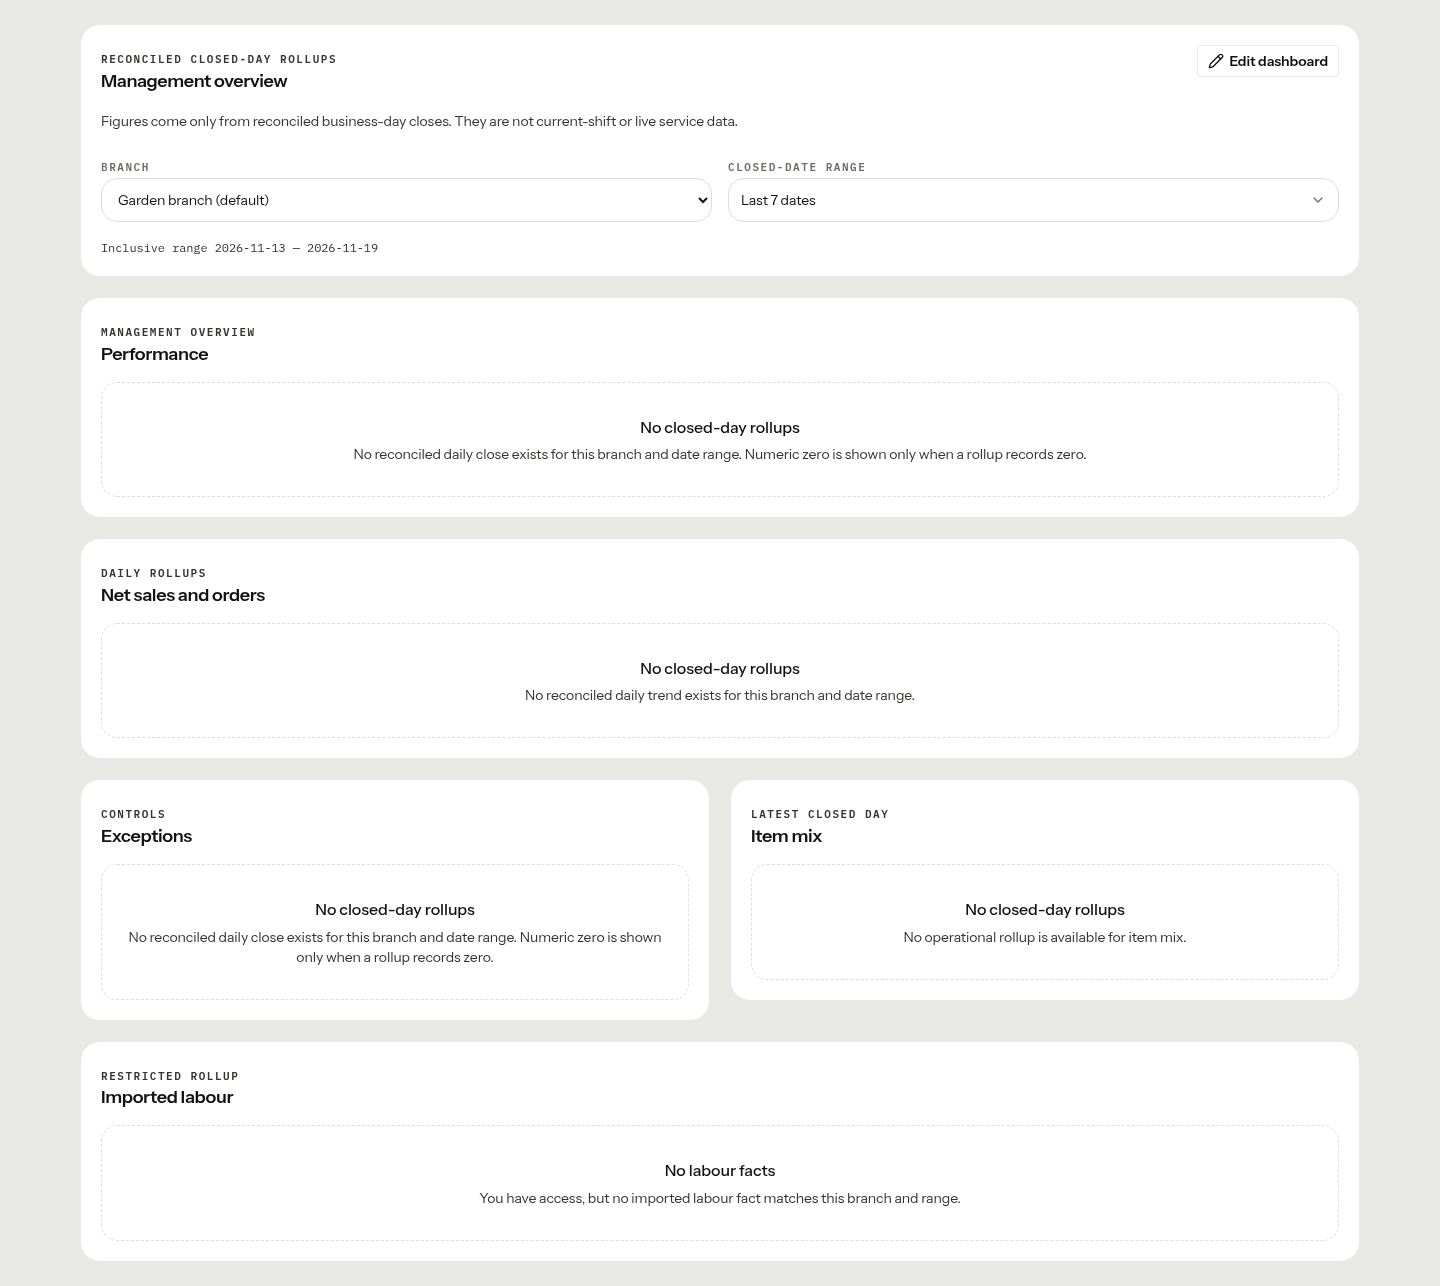 RECONCILED CLOSED-DAY ROLLUPS
Management overview
Edit dashboard
Figures come only from reconciled business-day closes. They are not current-shift or live service data.
BRANCH
Garden branch (default)
CLOSED-DATE RANGE
Last 7 dates
Inclusive range 2026-11-13 — 2026-11-19
MANAGEMENT OVERVIEW
Performance
No closed-day rollups
No reconciled daily close exists for this branch and date range. Numeric zero is shown only when a rollup records zero.
DAILY ROLLUPS
Net sales and orders
No closed-day rollups
No reconciled daily trend exists for this branch and date range.
CONTROLS
Exceptions
No closed-day rollups
No reconciled daily close exists for this branch and date range. Numeric zero is shown
only when a rollup records zero.
LATEST CLOSED DAY
Item mix
No closed-day rollups
No operational rollup is available for item mix.
RESTRICTED ROLLUP
Imported labour
No labour facts
You have access, but no imported labour fact matches this branch and range.